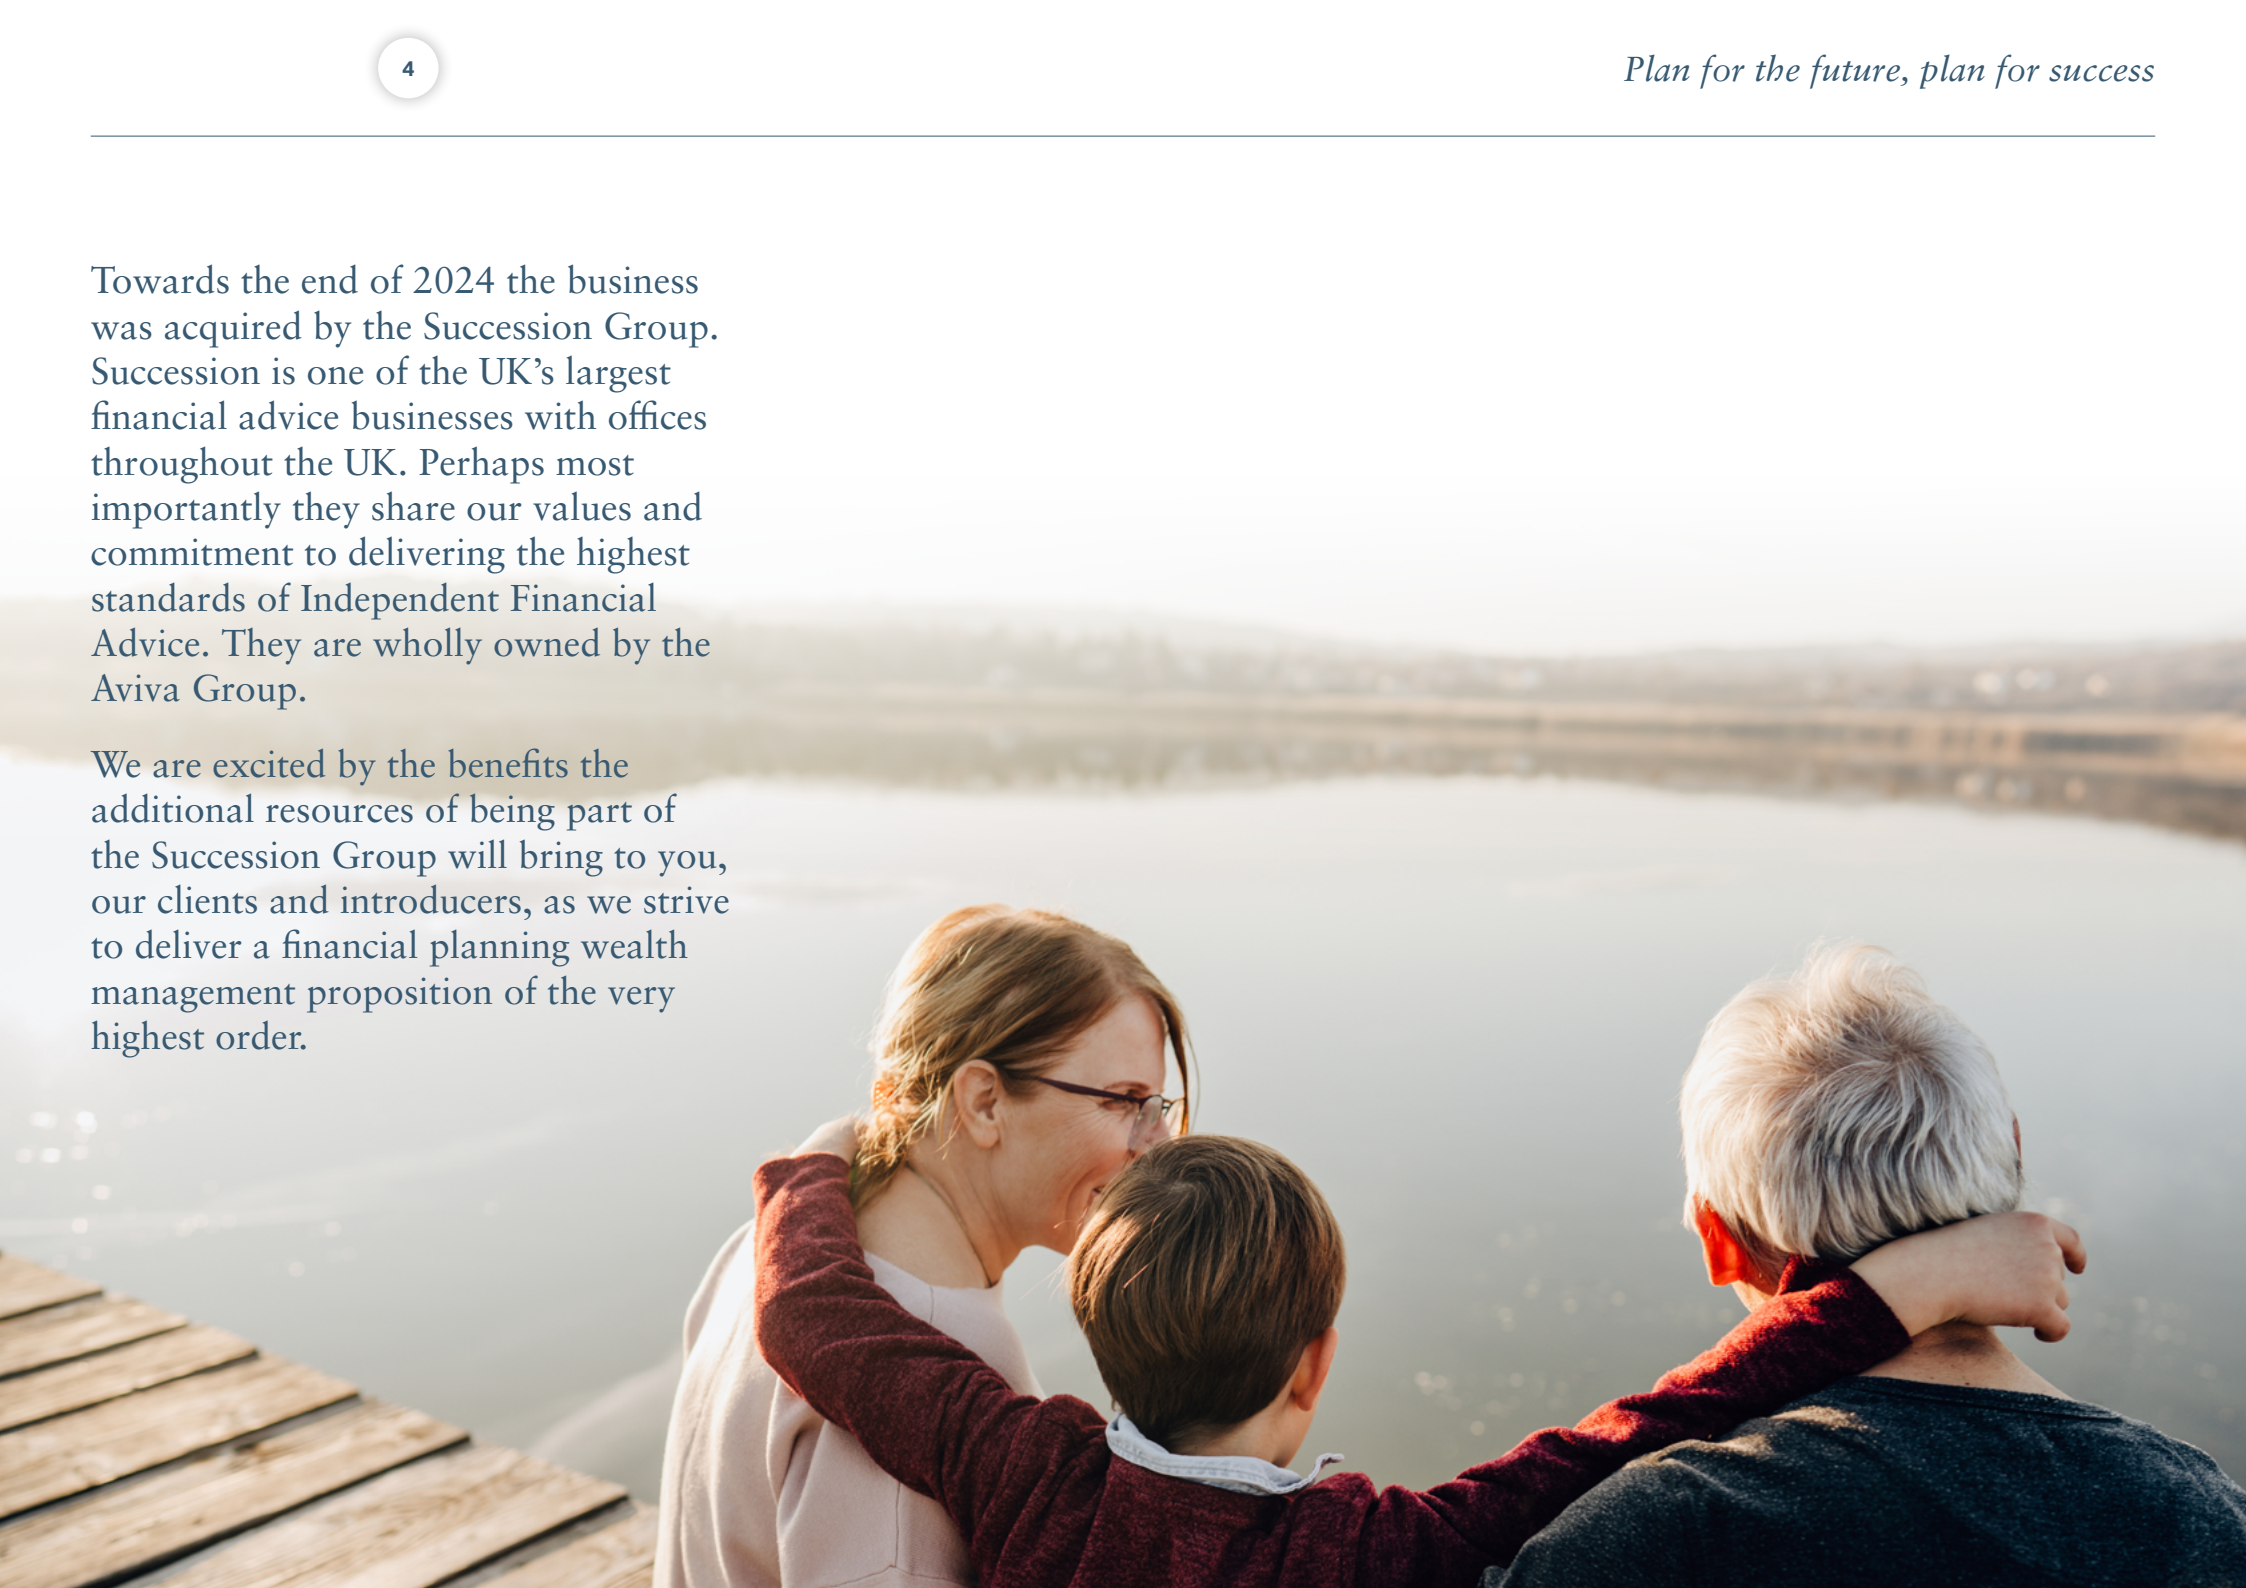 4
Plan for the future, plan for success
Towards the end of 2024 the business
was acquired by the Succession Group.
Succession is one of the UK’s largest
financial advice businesses with offices
throughout the UK. Perhaps most
importantly they share our values and
commitment to delivering the highest
standards of Independent Financial
Advice. They are wholly owned by the
Aviva Group.
We are excited by the benefits the
additional resources of being part of
the Succession Group will bring to you,
our clients and introducers, as we strive
to deliver a financial planning wealth
management proposition of the very
highest order.